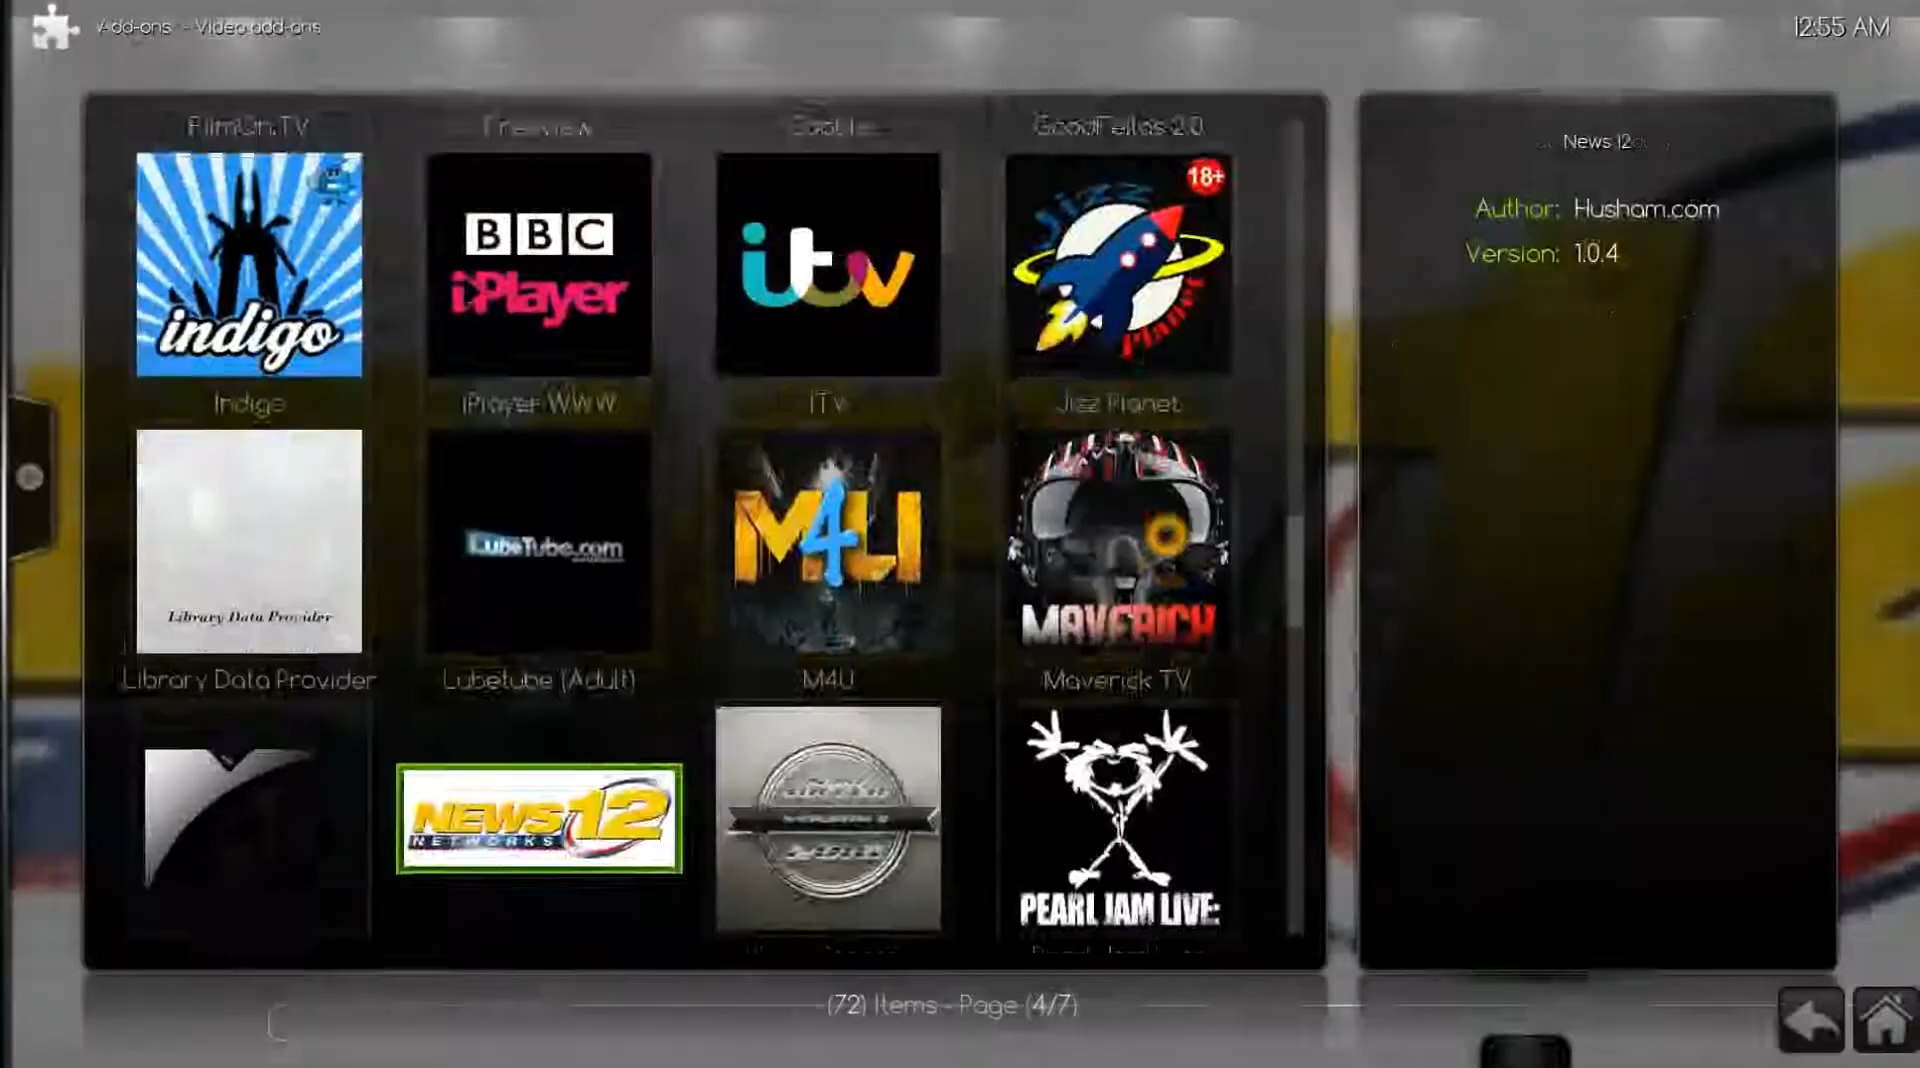 Add-ons - Video add-ons
12:55 AM
FilmOn.TV
Freeview
GoodFellas 2.0
News 12
Author: Husham.com
Version: 1.0.4
indigo
BBC
iPlayer
itv
18+
Jizz
Planet
Indigo
iPlayer WWW
ITV
Jizz Planet
Library Data Provider
LubeTube.com
M4U
MAVERICK
Library Data Provider
Lubetube (Adult)
M4U
Maverick TV
NEWS 12
NETWORKS
PEARL JAM LIVE:
(72) Items - Page (4/7)